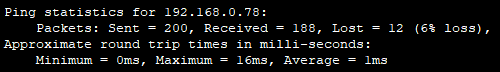 Ping statistics for 192.168.0.78:
Packets: Sent = 200, Received = 188, Lost = 12 (6% loss),
Approximate round trip times in milli-seconds:
Minimum = 0ms, Maximum = 16ms, Average = 1ms